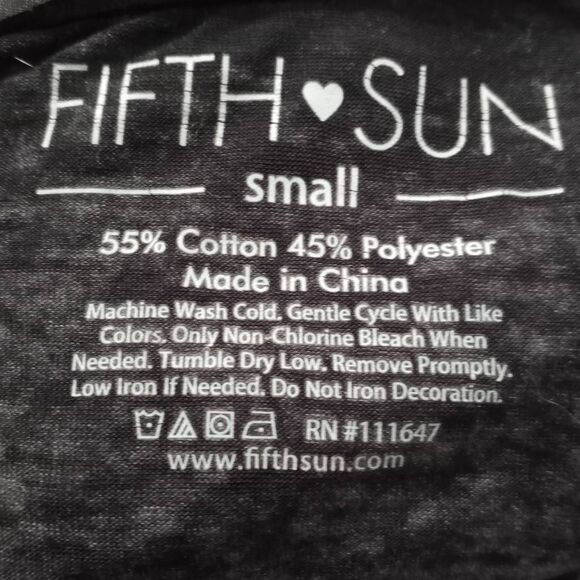 FIFTH ♥ SUN
small
55% Cotton 45% Polyester
Made in China
Machine Wash Cold. Gentle Cycle With Like
Colors. Only Non-Chlorine Bleach When
Needed. Tumble Dry Low. Remove Promptly.
Low Iron If Needed. Do Not Iron Decoration.
RN #111647
www.fifthsun.com